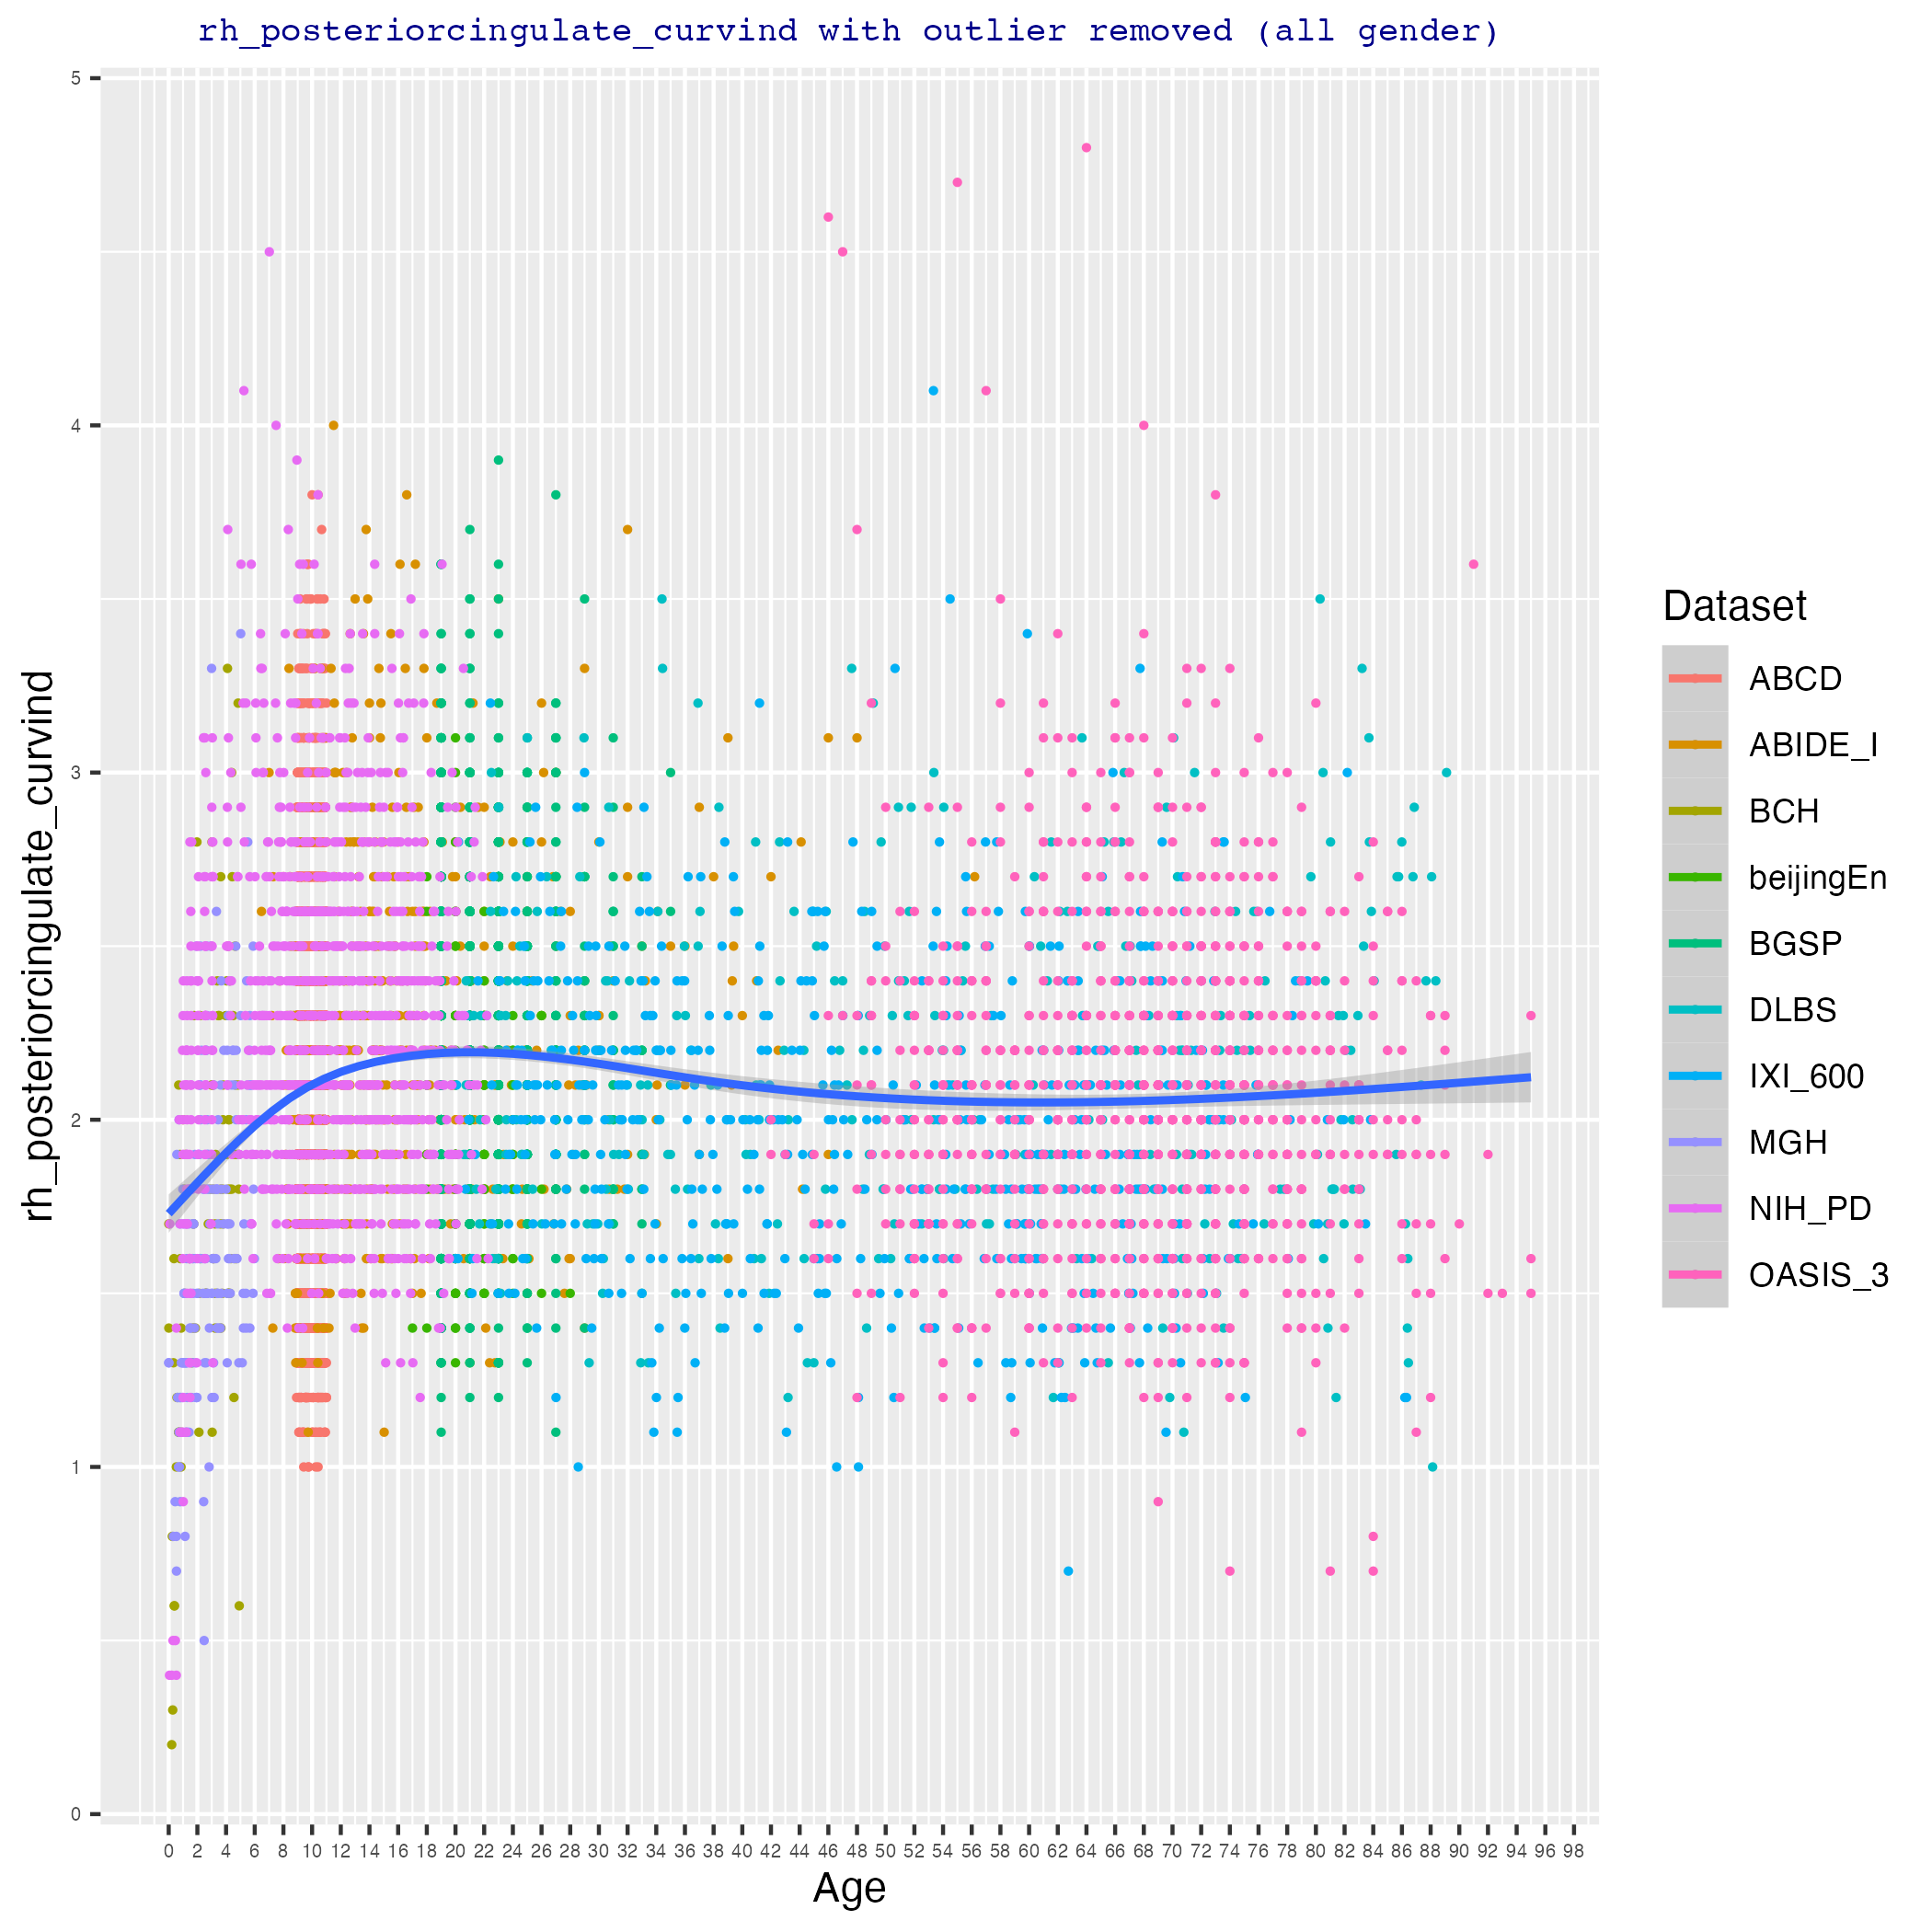 rh_posteriorcingulate_curvind with outlier removed (all gender)
rh_posteriorcingulate_curvind
5
4
3
2
1
0
0 2 4 6 8 10 12 14 16 18 20 22 24 26 28 30 32 34 36 38 40 42 44 46 48 50 52 54 56 58 60 62 64 66 68 70 72 74 76 78 80 82 84 86 88 90 92 94 96 98
Age
Dataset
ABCD
ABIDE_I
BCH
beijingEn
BGSP
DLBS
IXI_600
MGH
NIH_PD
OASIS_3